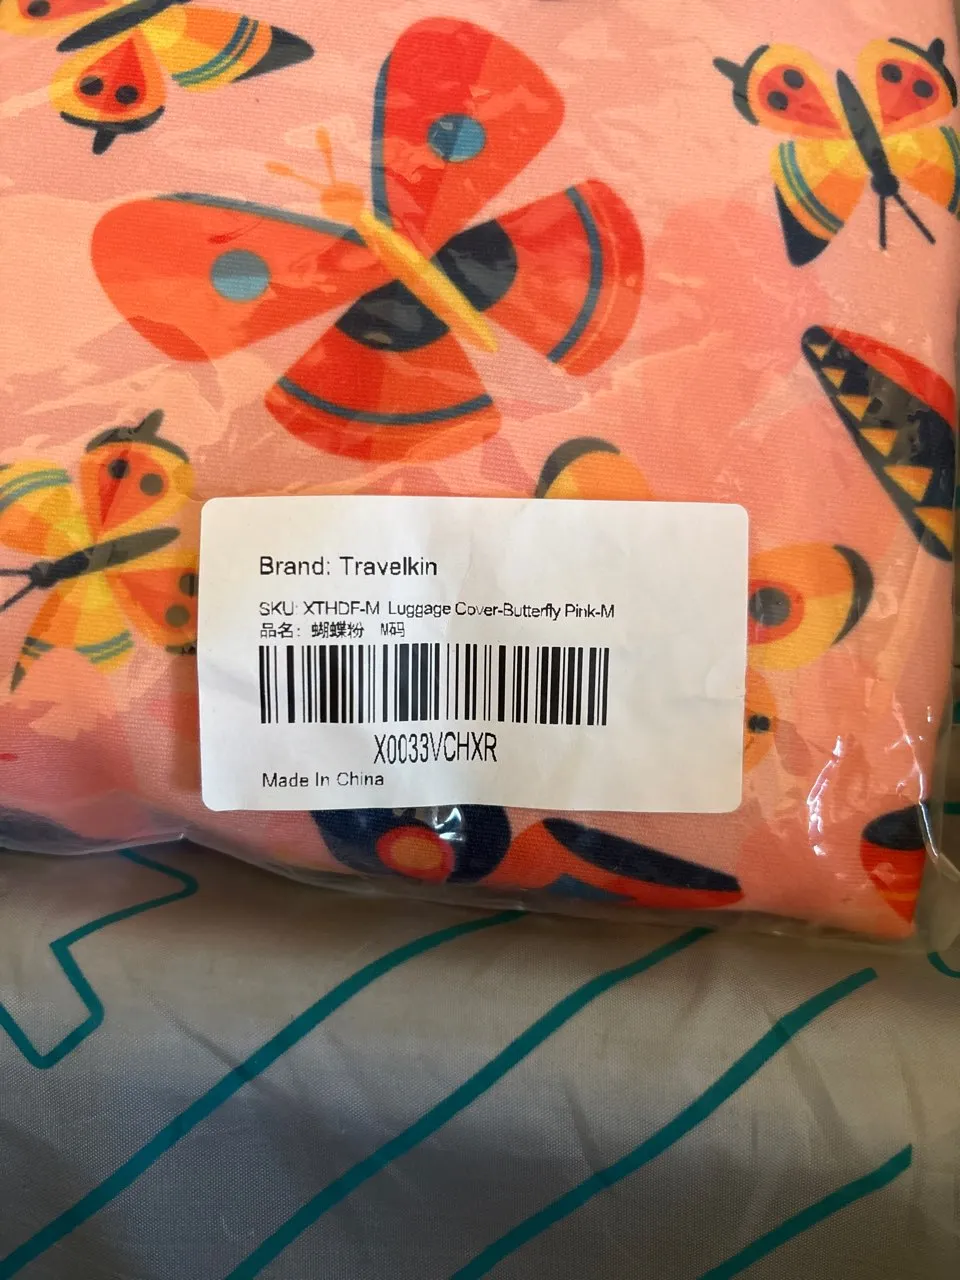 Brand: Travelkin
SKU: XTHDF-M Luggage Cover-Butterfly Pink-M
品名: 蝴蝶粉 M码
X0033VCHXR
Made In China